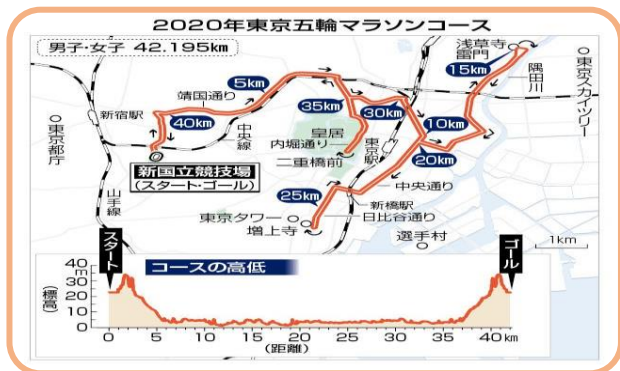 2020年東京五輪マラソンコース
男子・女子 42.195km
浅草寺
雷門
15km
隅田川
東京スカイツリー
靖国通り
5km
新宿駅
40km
35km
30km
10km
20km
中央線
皇居
内堀通り
二重橋前
東京駅
東京都庁
新国立競技場
(スタート・ゴール)
山手線
25km
中央通り
新橋駅
日比谷通り
東京タワー
増上寺
選手村
1km
スタート
コースの高低
ゴール
40m
30
20
10
0
(標高)
0 5 10 15 20 25 30 35 40km
(距離)